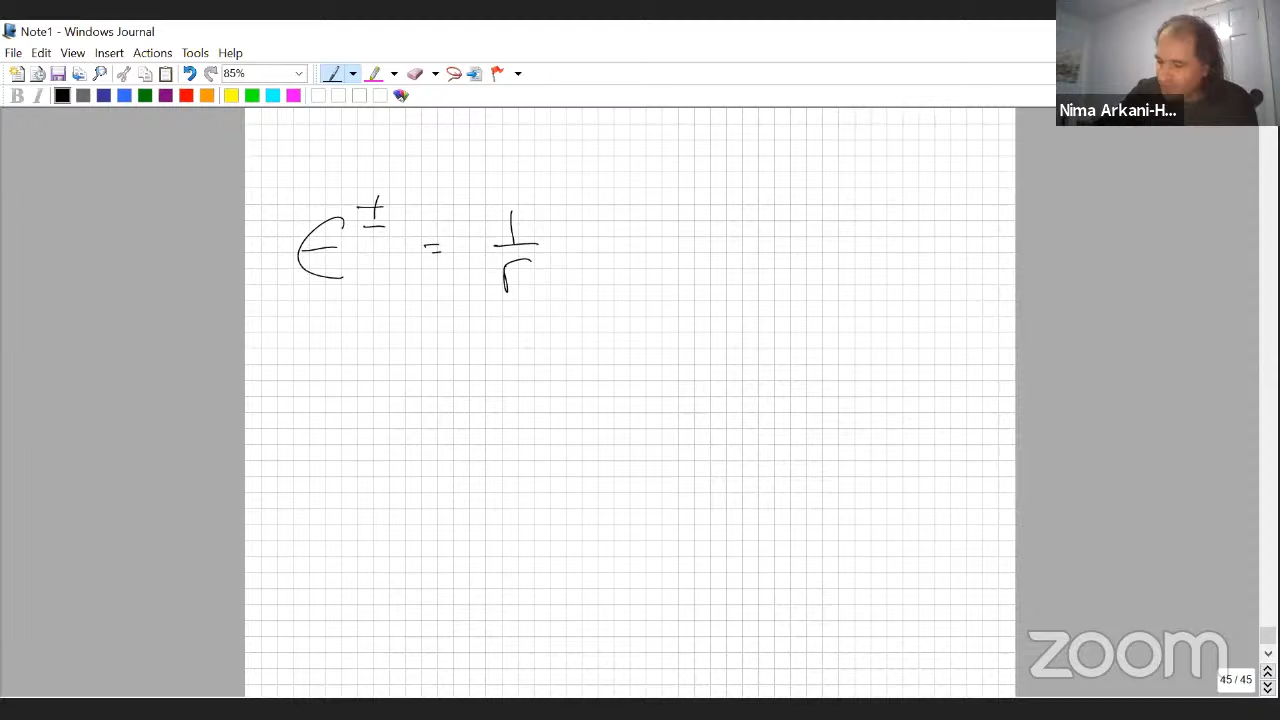 Note1 - Windows Journal
File Edit View Insert Actions Tools Help
85%
B I
Nima Arkani-H...
ϵ^± = 1/r
zoom
45 / 45